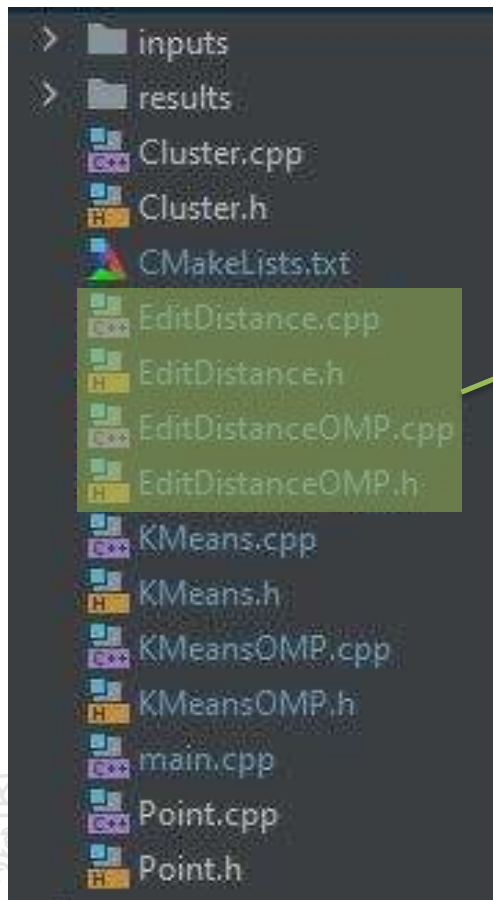 inputs
results
C++ Cluster.cpp
H Cluster.h
CMakeLists.txt
C++ EditDistance.cpp
H EditDistance.h
C++ EditDistanceOMP.cpp
H EditDistanceOMP.h
C++ KMeans.cpp
H KMeans.h
C++ KMeansOMP.cpp
H KMeansOMP.h
C++ main.cpp
C++ Point.cpp
H Point.h